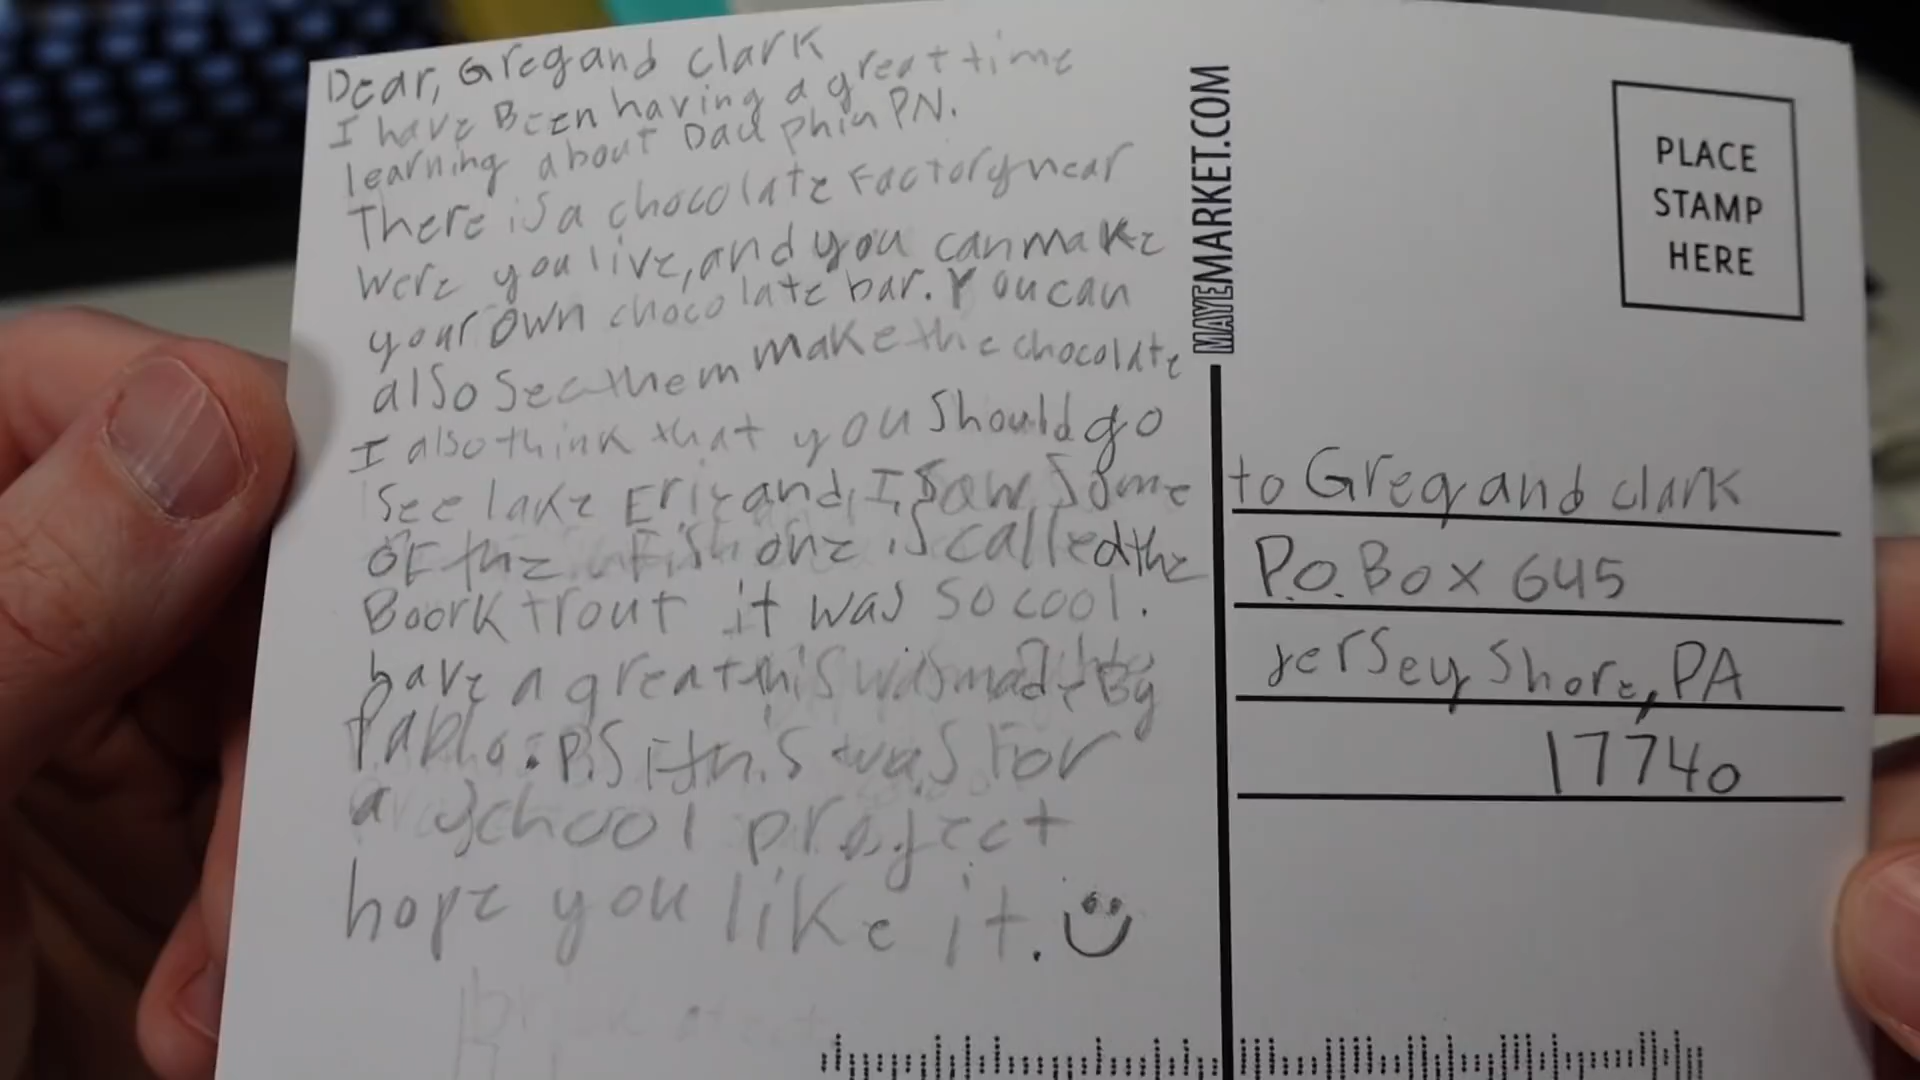 Dear, Greg and clark
I have Been having a great time
learning about Dauphin PN.
There is a chocolate Factory near
were you live, and you can make
your own chocolate bar. You can
also see them make the chocolate
I also think that you should go
see lake Erie and, I saw some
of the Fish one is called the
Boork trout it was so cool.
have a great this was made By
Pablo. P.S this was for
a school project
hope you like it.
MAYEMARKET.COM
PLACE
STAMP
HERE
to Greg and clark
P.O. Box 645
Jersey Shore, PA
17740